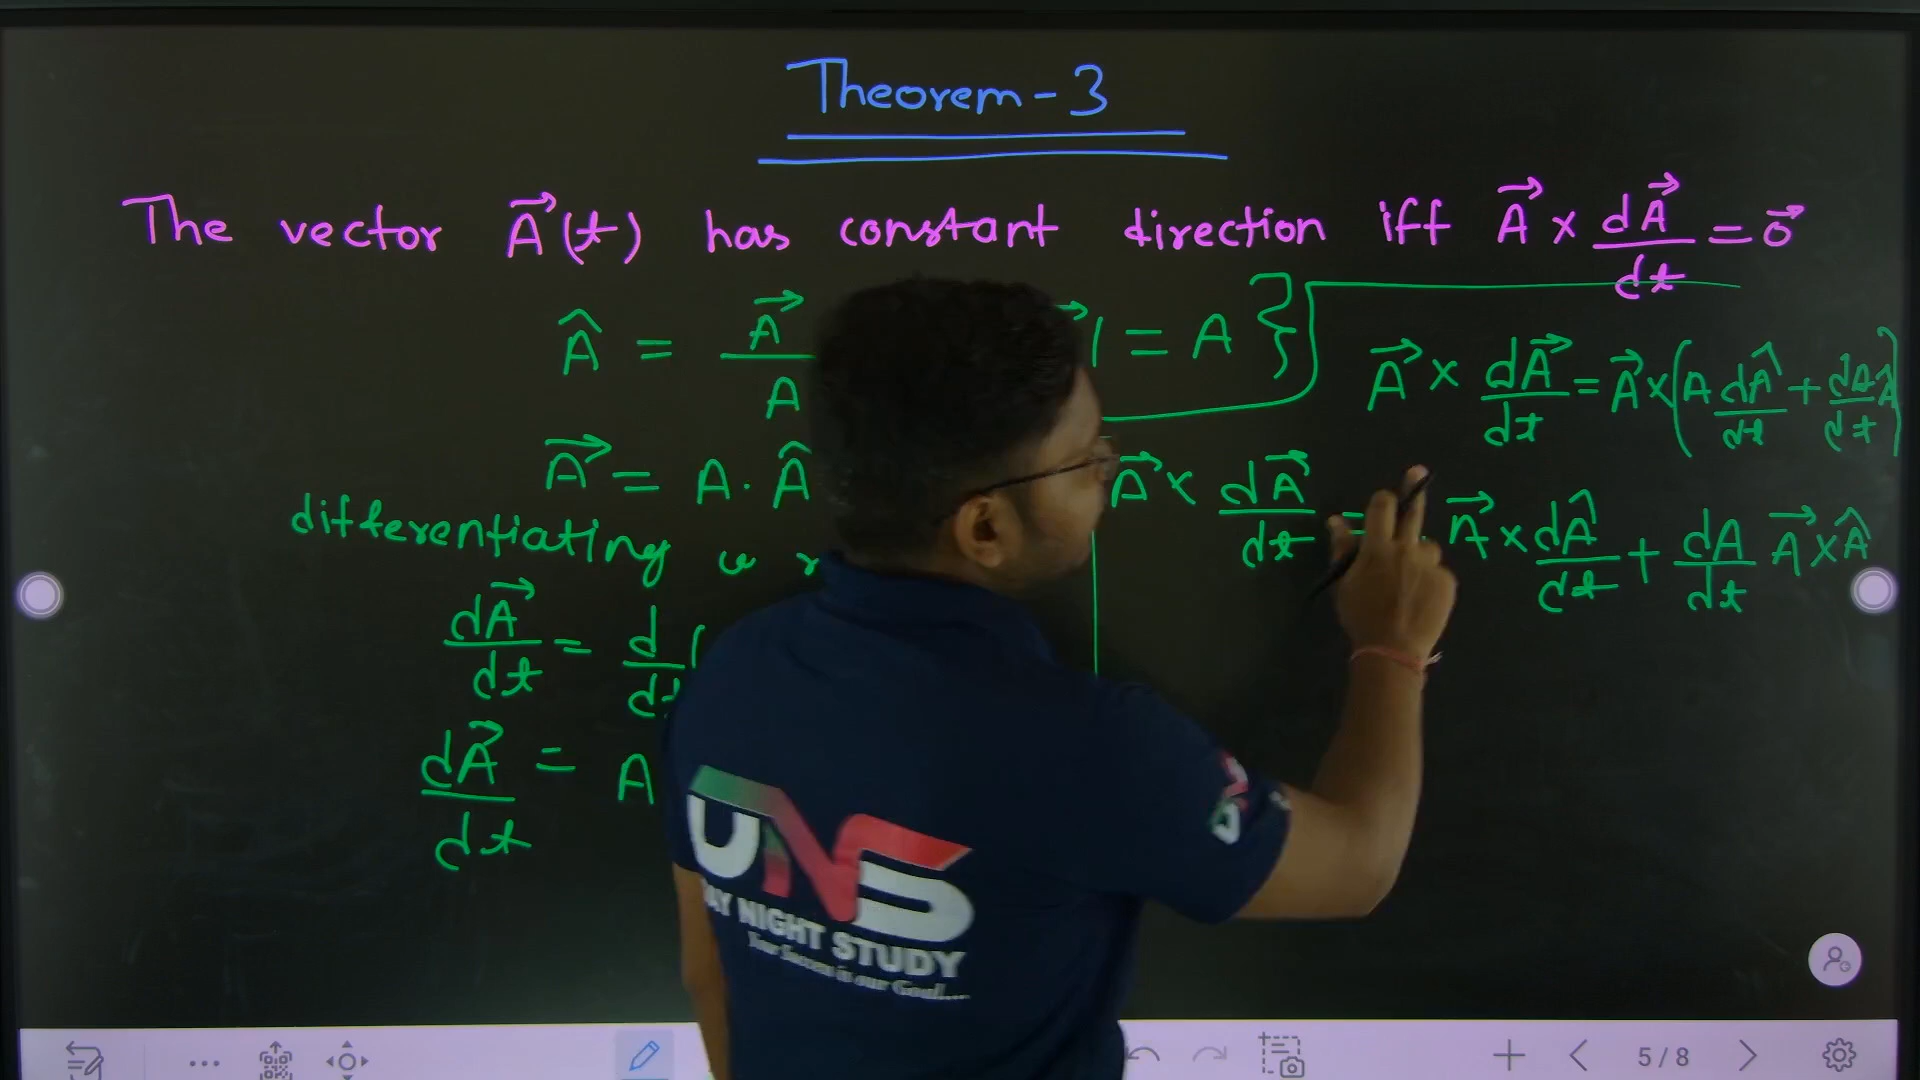 Theorem - 3
The vector A⃗(t) has constant direction iff A⃗ × dA⃗/dt = 0⃗
Â = A⃗/A
| = A }
A⃗ = A · Â
differentiating w r
dA⃗/dt = d/dt (
dA⃗/dt = A
A⃗ × dA⃗/dt = A⃗ × (A dÂ/dt + dA/dt Â)
A⃗ × dA⃗/dt = A⃗ × dÂ/dt + dA/dt A⃗ × Â
DNS
DAY NIGHT STUDY
Your Success is our Goal....
5 / 8